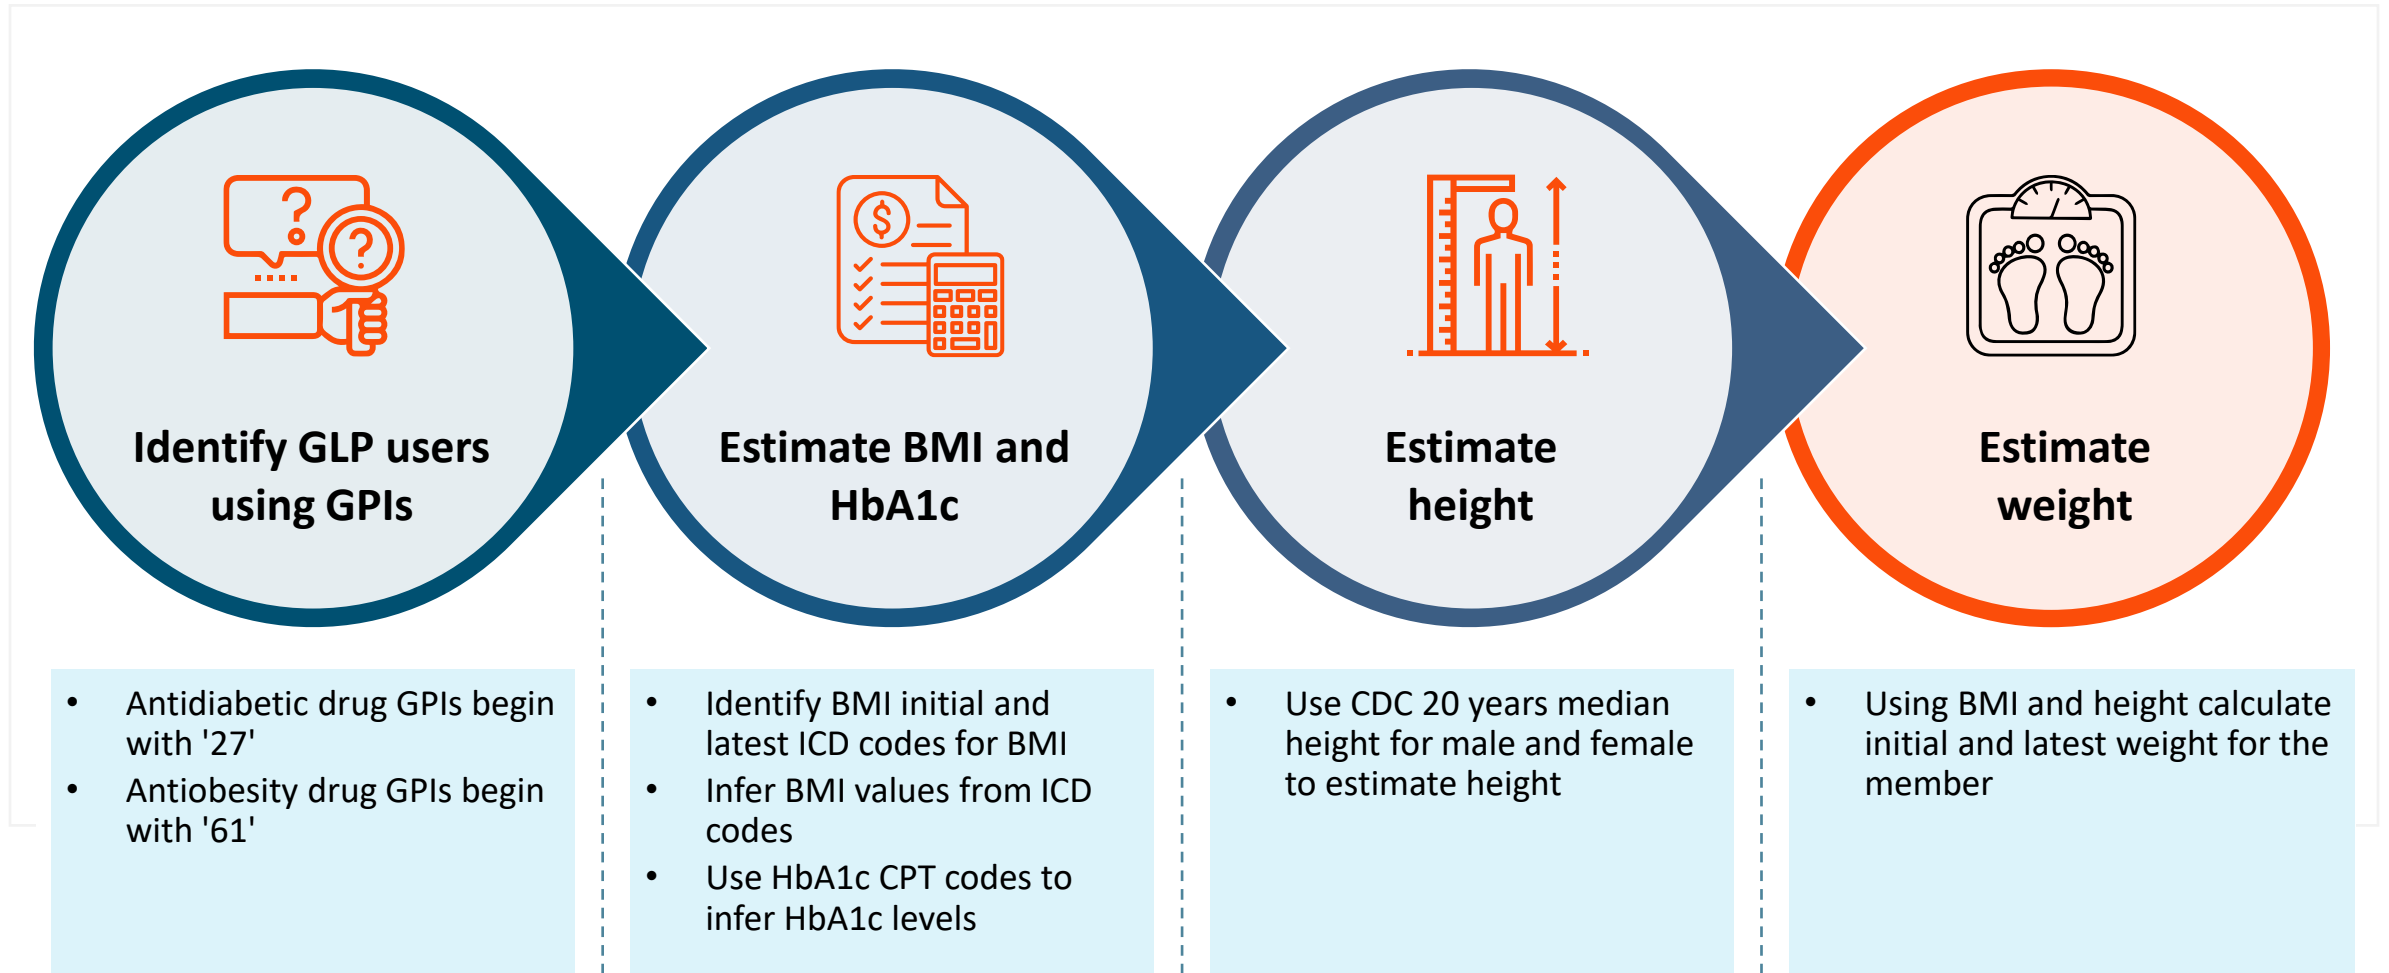 Identify GLP users
using GPIs
Estimate BMI and
HbA1c
Estimate
height
Estimate
weight
• Antidiabetic drug GPIs begin
with '27'
• Antiobesity drug GPIs begin
with '61'
• Identify BMI initial and
latest ICD codes for BMI
• Infer BMI values from ICD
codes
• Use HbA1c CPT codes to
infer HbA1c levels
• Use CDC 20 years median
height for male and female
to estimate height
• Using BMI and height calculate
initial and latest weight for the
member